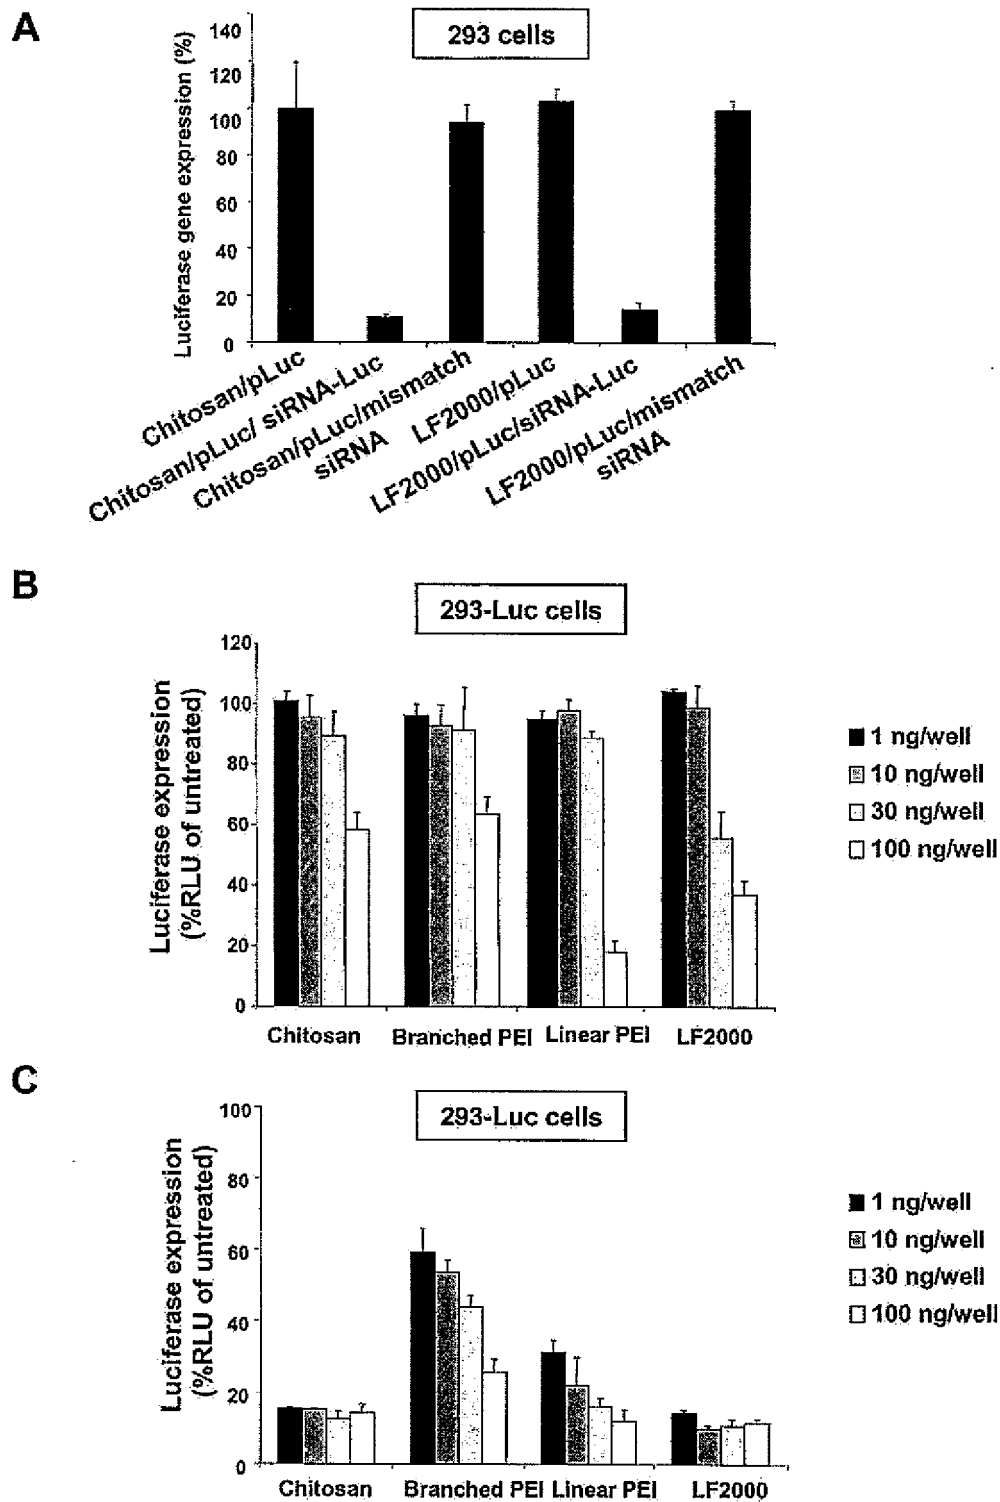 A
293 cells
Luciferase gene expression (%)
140
120
100
80
60
40
20
0
Chitosan/pLuc
Chitosan/pLuc/ siRNA-Luc
Chitosan/pLuc/mismatch
siRNA
LF2000/pLuc
LF2000/pLuc/siRNA-Luc
LF2000/pLuc/mismatch
siRNA
B
293-Luc cells
Luciferase expression
(%RLU of untreated)
120
100
80
60
40
20
0
Chitosan
Branched PEI
Linear PEI
LF2000
1 ng/well
10 ng/well
30 ng/well
100 ng/well
C
293-Luc cells
Luciferase expression
(%RLU of untreated)
100
80
60
40
20
0
Chitosan
Branched PEI
Linear PEI
LF2000
1 ng/well
10 ng/well
30 ng/well
100 ng/well